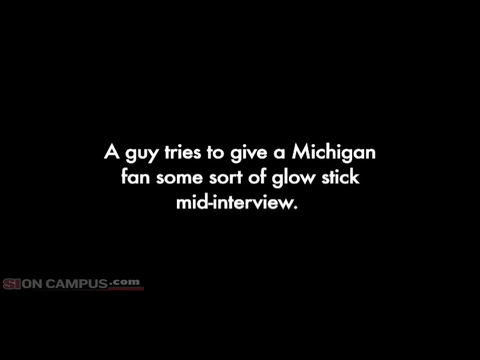 A guy tries to give a Michigan
fan some sort of glow stick
mid-interview.
SI ON CAMPUS.com